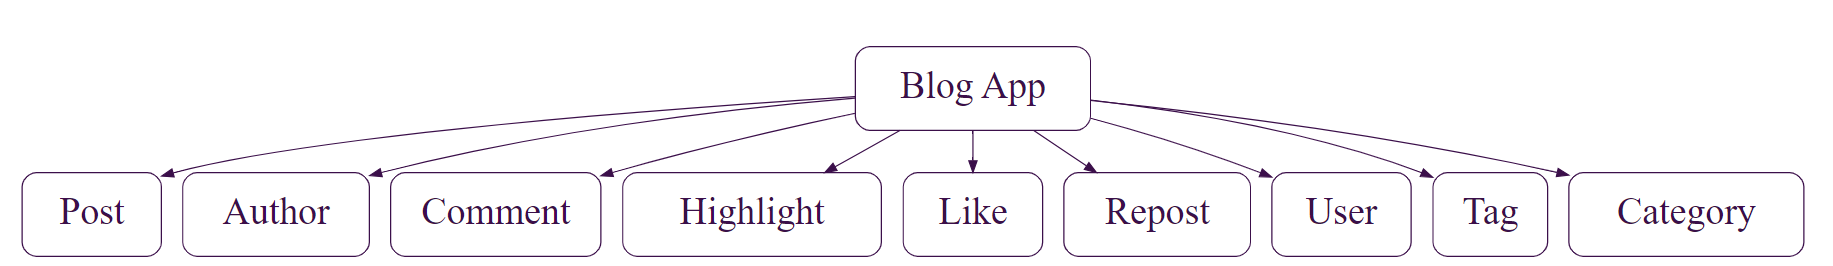 Blog App
Post
Author
Comment
Highlight
Like
Repost
User
Tag
Category